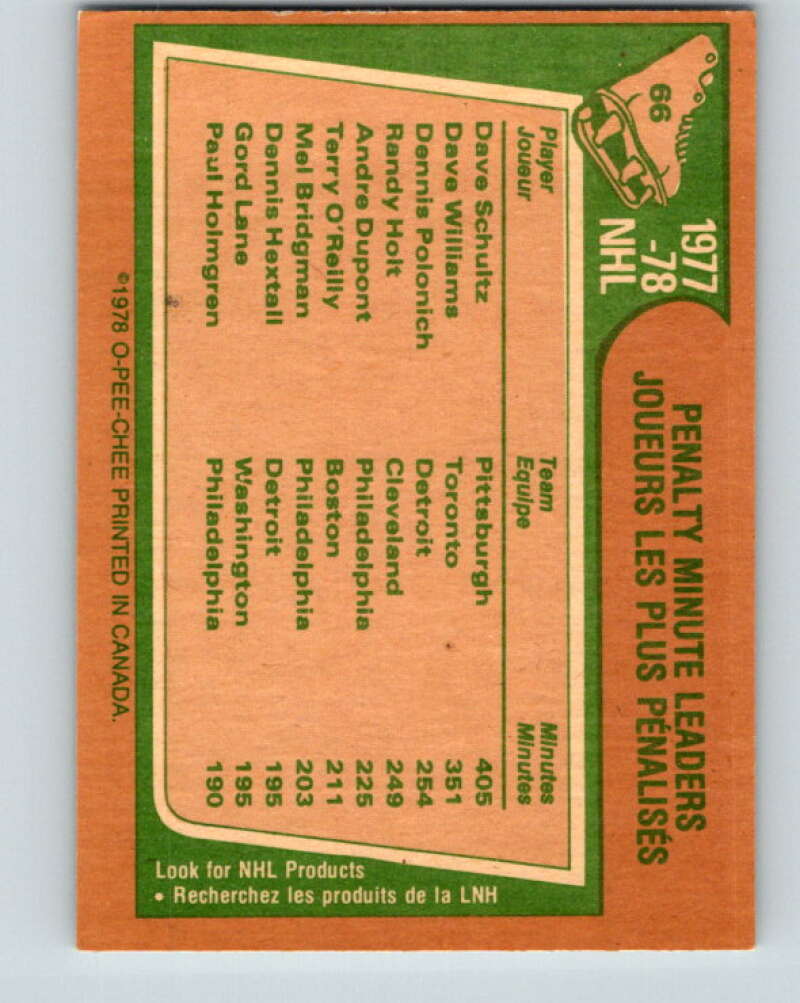 66
1977
-78
NHL
PENALTY MINUTE LEADERS
JOUEURS LES PLUS PÉNALISÉS
Player Team Minutes
Joueur Equipe Minutes
Dave Schultz Pittsburgh 405
Dave Williams Toronto 351
Dennis Polonich Detroit 254
Randy Holt Cleveland 249
Andre Dupont Philadelphia 225
Terry O'Reilly Boston 211
Mel Bridgman Philadelphia 203
Dennis Hextall Detroit 195
Gord Lane Washington 195
Paul Holmgren Philadelphia 190
©1978 O-PEE-CHEE PRINTED IN CANADA.
Look for NHL Products
• Recherchez les produits de la LNH